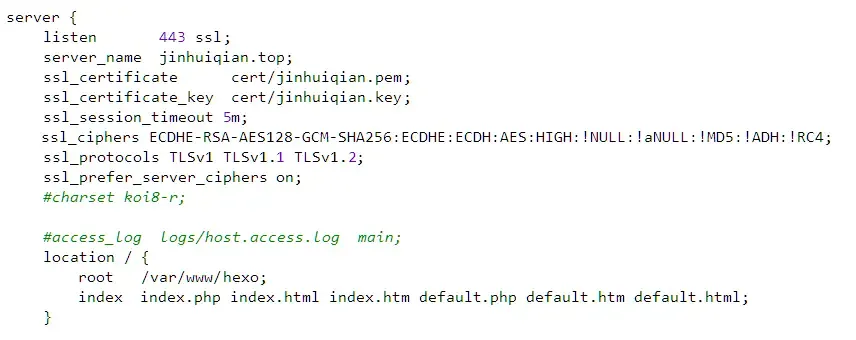 server {
    listen       443 ssl;
    server_name  jinhuiqian.top;
    ssl_certificate      cert/jinhuiqian.pem;
    ssl_certificate_key  cert/jinhuiqian.key;
    ssl_session_timeout 5m;
    ssl_ciphers ECDHE-RSA-AES128-GCM-SHA256:ECDHE:ECDH:AES:HIGH:!NULL:!aNULL:!MD5:!ADH:!RC4;
    ssl_protocols TLSv1 TLSv1.1 TLSv1.2;
    ssl_prefer_server_ciphers on;
    #charset koi8-r;
    #access_log  logs/host.access.log  main;
    location / {
        root   /var/www/hexo;
        index  index.php index.html index.htm default.php default.htm default.html;
    }